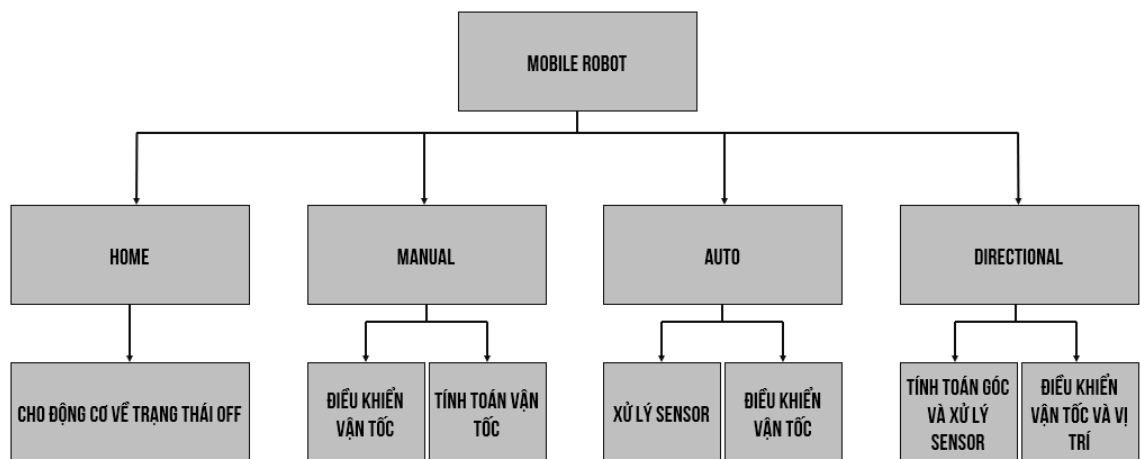 MOBILE ROBOT
HOME
MANUAL
AUTO
DIRECTIONAL
CHO ĐỘNG CƠ VỀ TRẠNG THÁI OFF
ĐIỀU KHIỂN
VẬN TỐC
TÍNH TOÁN VẬN
TỐC
XỬ LÝ SENSOR
ĐIỀU KHIỂN
VẬN TỐC
TÍNH TOÁN GÓC
VÀ XỬ LÝ
SENSOR
ĐIỀU KHIỂN
VẬN TỐC VÀ VỊ
TRÍ